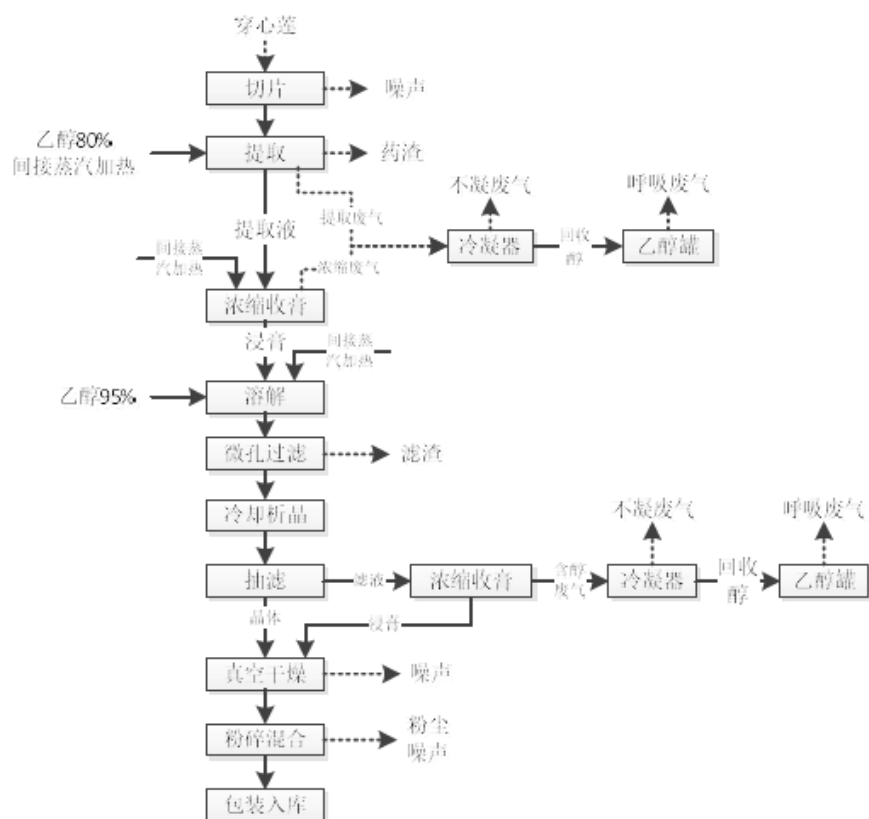 穿心莲
切片
噪声
乙醇80%
间接蒸汽加热
提取
药渣
不凝废气
呼吸废气
提取废气
提取液
冷凝器
回收
醇
乙醇罐
间接蒸
汽加热
浓缩废气
浓缩收膏
浸膏
间接蒸
汽加热
乙醇95%
溶解
微孔过滤
滤渣
冷却析晶
不凝废气
呼吸废气
抽滤
滤液
浓缩收膏
含醇
废气
冷凝器
回收
醇
乙醇罐
晶体
浸膏
真空干燥
噪声
粉碎混合
粉尘
噪声
包装入库